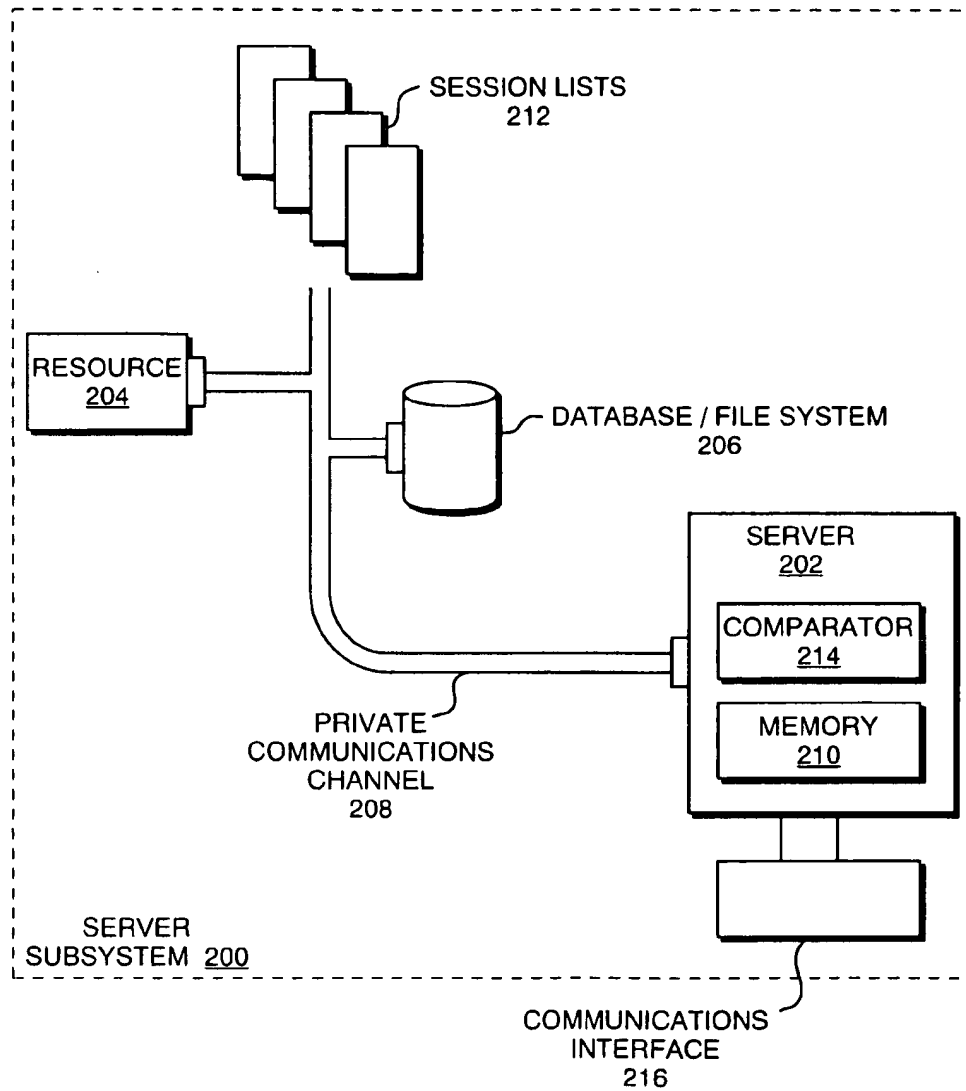 SESSION LISTS
212
RESOURCE
204
DATABASE / FILE SYSTEM
206
SERVER
202
COMPARATOR
214
MEMORY
210
PRIVATE
COMMUNICATIONS
CHANNEL
208
SERVER
SUBSYSTEM 200
COMMUNICATIONS
INTERFACE
216